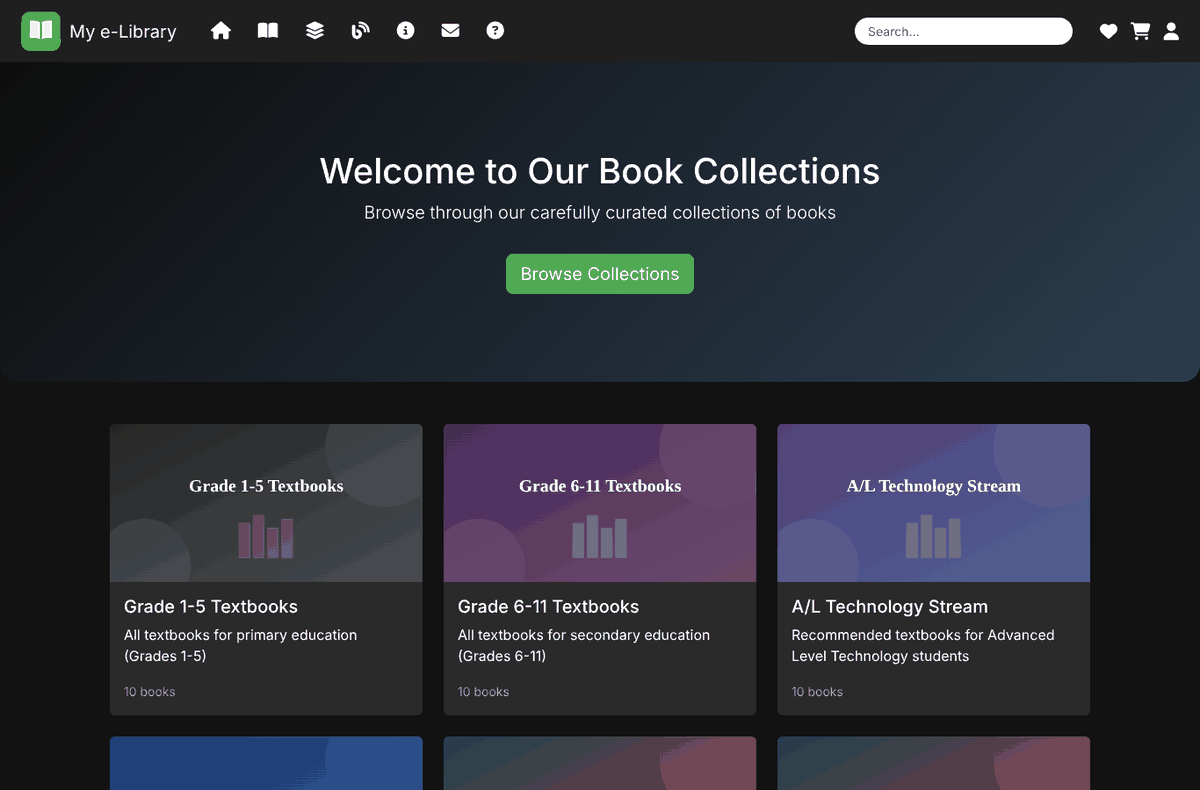 My e-Library
Search...
Welcome to Our Book Collections
Browse through our carefully curated collections of books
Browse Collections
Grade 1-5 Textbooks
Grade 6-11 Textbooks
A/L Technology Stream
Grade 1-5 Textbooks
All textbooks for primary education
(Grades 1-5)
10 books
Grade 6-11 Textbooks
All textbooks for secondary education
(Grades 6-11)
10 books
A/L Technology Stream
Recommended textbooks for Advanced
Level Technology students
10 books